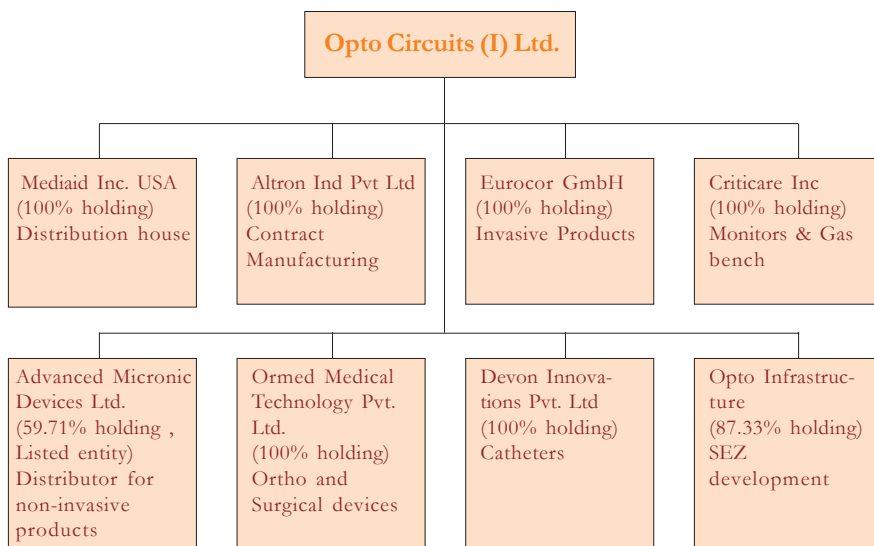 Opto Circuits (I) Ltd.
Mediaid Inc. USA
(100% holding)
Distribution house
Altron Ind Pvt Ltd
(100% holding)
Contract
Manufacturing
Eurocor GmbH
(100% holding)
Invasive Products
Criticare Inc
(100% holding)
Monitors & Gas
bench
Advanced Micronic
Devices Ltd.
(59.71% holding ,
Listed entity)
Distributor for
non-invasive
products
Ormed Medical
Technology Pvt.
Ltd.
(100% holding)
Ortho and
Surgical devices
Devon Innova-
tions Pvt. Ltd
(100% holding)
Catheters
Opto Infrastruc-
ture
(87.33% holding)
SEZ
development